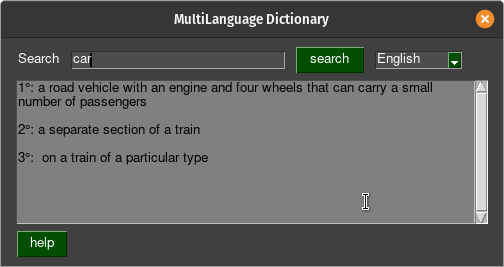 MultiLanguage Dictionary
Search car search English
1°: a road vehicle with an engine and four wheels that can carry a small
number of passengers
2°: a separate section of a train
3°:  on a train of a particular type
help